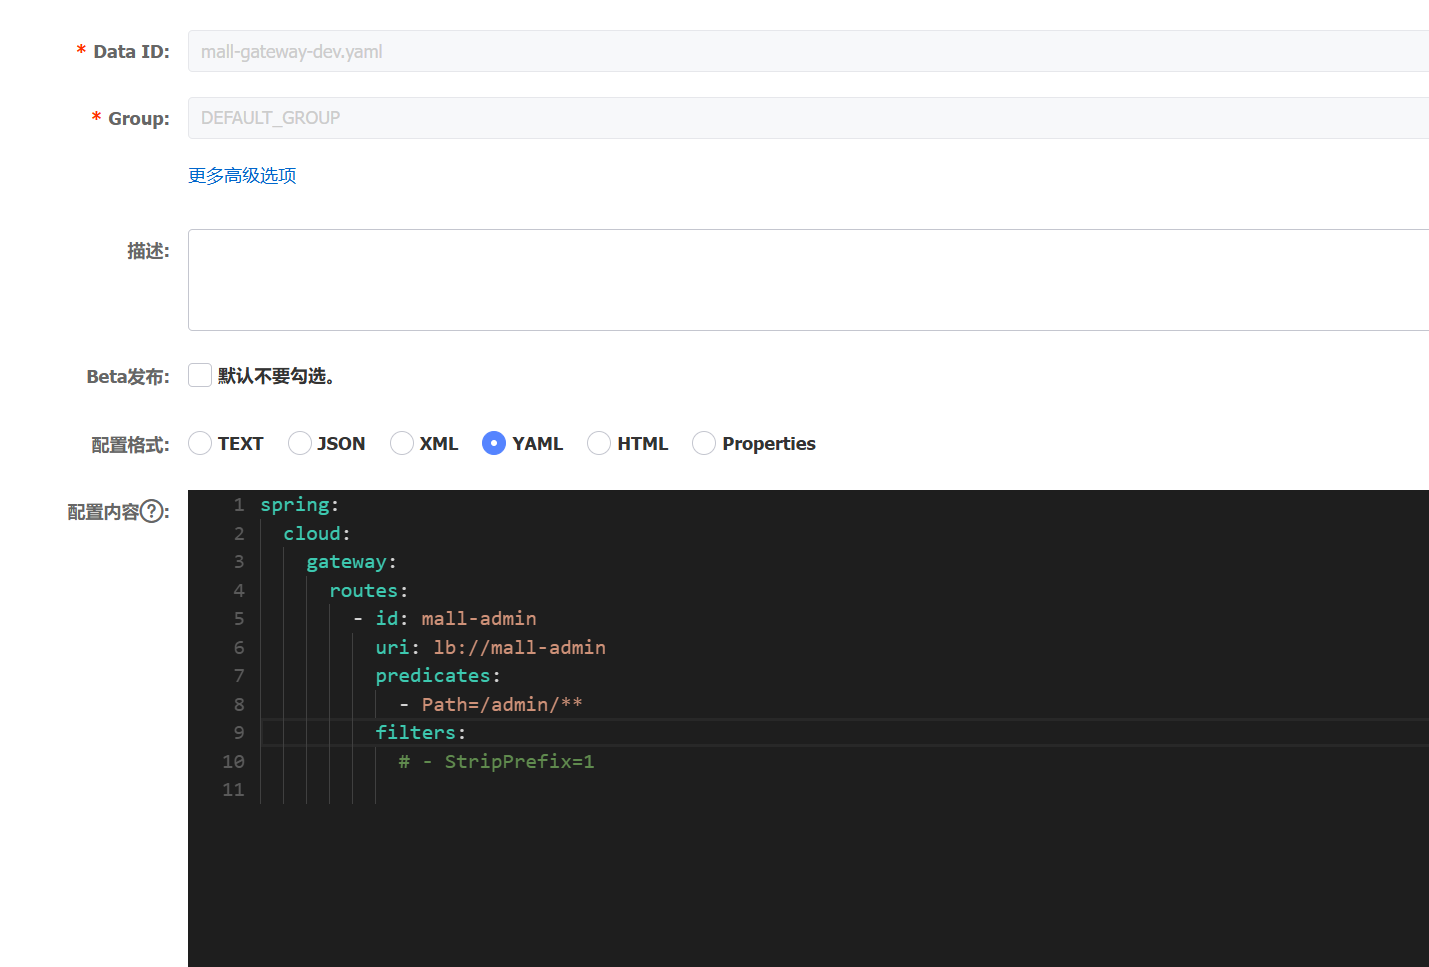 * Data ID: mall-gateway-dev.yaml
* Group: DEFAULT_GROUP
更多高级选项
描述:
Beta发布: 默认不要勾选。
配置格式: TEXT JSON XML YAML HTML Properties
配置内容?:
1 spring:
2   cloud:
3     gateway:
4       routes:
5         - id: mall-admin
6           uri: lb://mall-admin
7           predicates:
8             - Path=/admin/**
9           filters:
10            # - StripPrefix=1
11